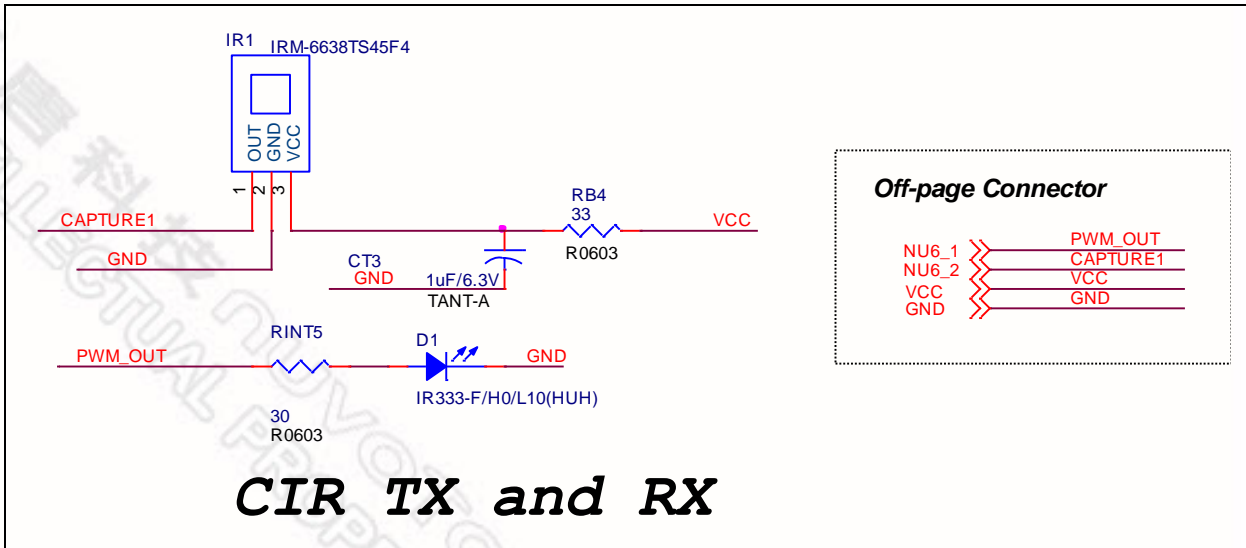 IR1 IRM-6638TS45F4
OUT
GND
VCC
1
2
3
CAPTURE1
GND
RB4
33
R0603
VCC
CT3
GND
1uF/6.3V
TANT-A
PWM_OUT
RINT5
30
R0603
D1
IR333-F/H0/L10(HUH)
GND
CIR TX and RX
Off-page Connector
NU6_1 PWM_OUT
NU6_2 CAPTURE1
VCC VCC
GND GND